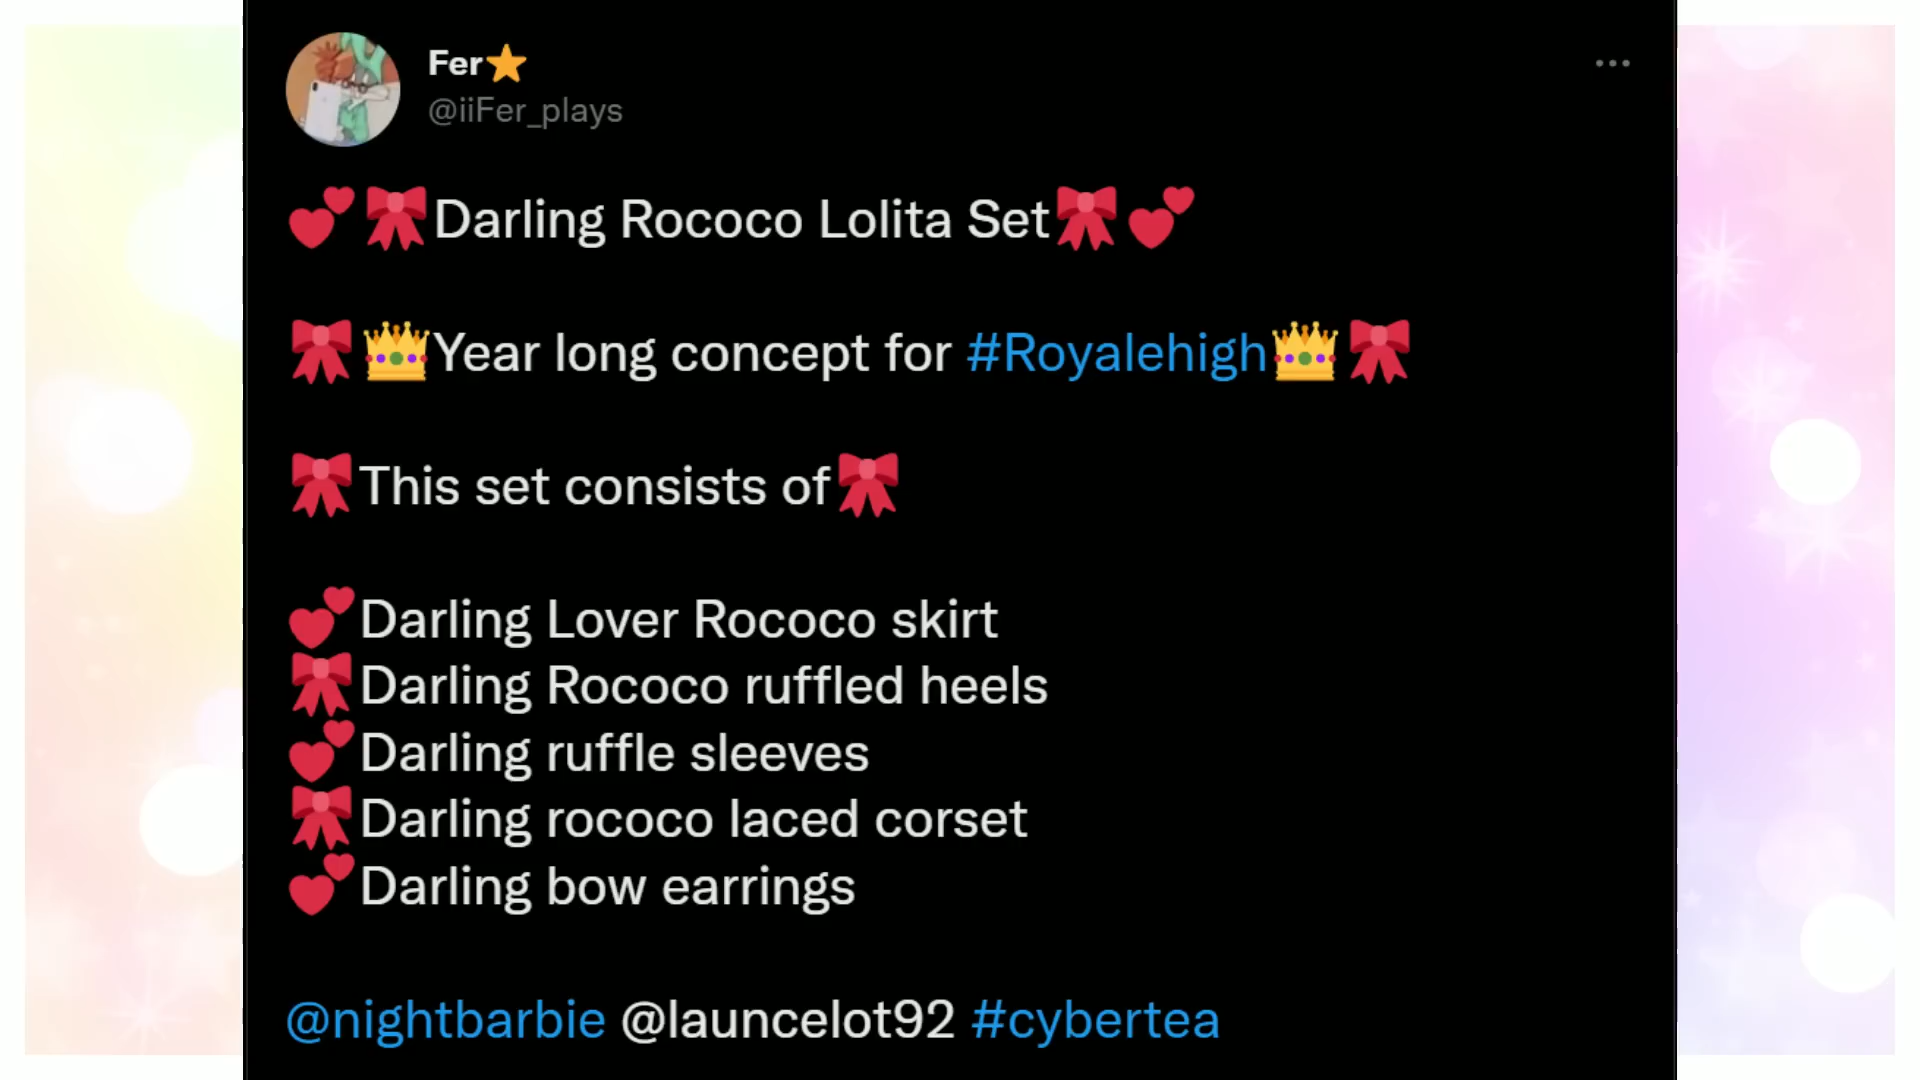 Fer⭐
@iiFer_plays
💕🎀Darling Rococo Lolita Set🎀💕
🎀👑Year long concept for #Royalehigh👑🎀
🎀This set consists of🎀
💕Darling Lover Rococo skirt
🎀Darling Rococo ruffled heels
💕Darling ruffle sleeves
🎀Darling rococo laced corset
💕Darling bow earrings
@nightbarbie @launcelot92 #cybertea